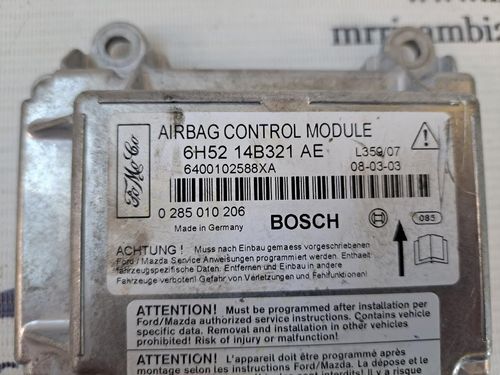 mrricambiz
FoMoCo
AIRBAG CONTROL MODULE
6H52 14B321 AE
L359/07
6400102588XA
08-03-03
0 285 010 206
Made in Germany
BOSCH
085
ACHTUNG ! Muss nach Einbau gemaess vorgeschriebenen
Ford / Mazda Service Anweisungen programmiert werden. Enthaelt
fahrzeugspezifische Daten. Entfernen und Einbau in andere
Fahrzeuge verboten! Gefahr von Verletzungen und Fehlfunktionen!
ATTENTION! Must be programmed after installation per
Ford/Mazda authorized service instructions. Contains vehicle
specific data. Removal and installation in other vehicles
prohibited! Risk of injury or malfunction!
ATTENTION ! L'appareil doit être programmé après
montage selon les instructions Ford/Mazda. La dépose et